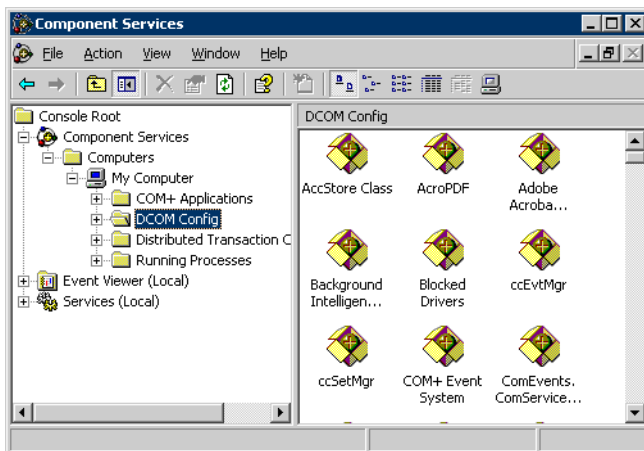 Component Services
File Action View Window Help
Console Root
Component Services
Computers
My Computer
COM+ Applications
DCOM Config
Distributed Transaction C
Running Processes
Event Viewer (Local)
Services (Local)
DCOM Config
AccStore Class
AcroPDF
Adobe
Acroba...
Background
Intelligen...
Blocked
Drivers
ccEvtMgr
ccSetMgr
COM+ Event
System
ComEvents.
ComService...